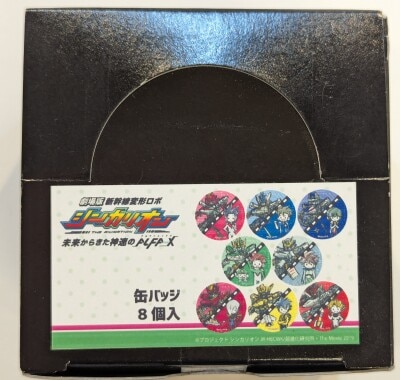 劇場版 新幹線変形ロボ
シンカリオン
THE ANIMATION
未来からきた神速のALFA-X
缶バッジ
8個入